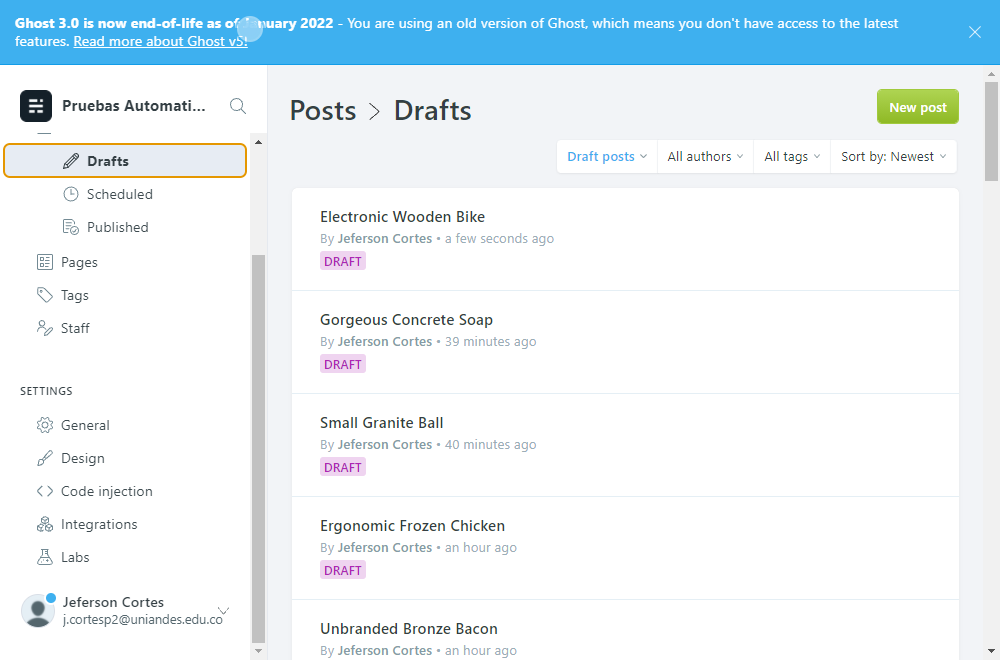 Ghost 3.0 is now end-of-life as of January 2022 - You are using an old version of Ghost, which means you don't have access to the latest
features. Read more about Ghost v5!
Pruebas Automati...
Drafts
Scheduled
Published
Pages
Tags
Staff
SETTINGS
General
Design
Code injection
Integrations
Labs
Jeferson Cortes
j.cortesp2@uniandes.edu.co
Posts > Drafts
New post
Draft posts
All authors
All tags
Sort by: Newest
Electronic Wooden Bike
By Jeferson Cortes • a few seconds ago
DRAFT
Gorgeous Concrete Soap
By Jeferson Cortes • 39 minutes ago
DRAFT
Small Granite Ball
By Jeferson Cortes • 40 minutes ago
DRAFT
Ergonomic Frozen Chicken
By Jeferson Cortes • an hour ago
DRAFT
Unbranded Bronze Bacon
By Jeferson Cortes • an hour ago